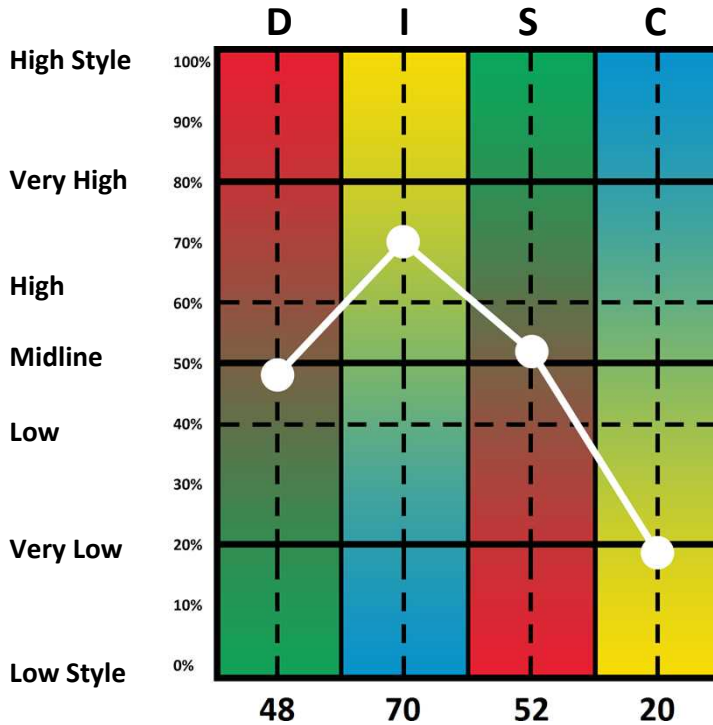 D I S C
High Style 100%
90%
Very High 80%
70%
High
60%
Midline 50%
Low 40%
30%
Very Low 20%
10%
Low Style 0%
48 70 52 20